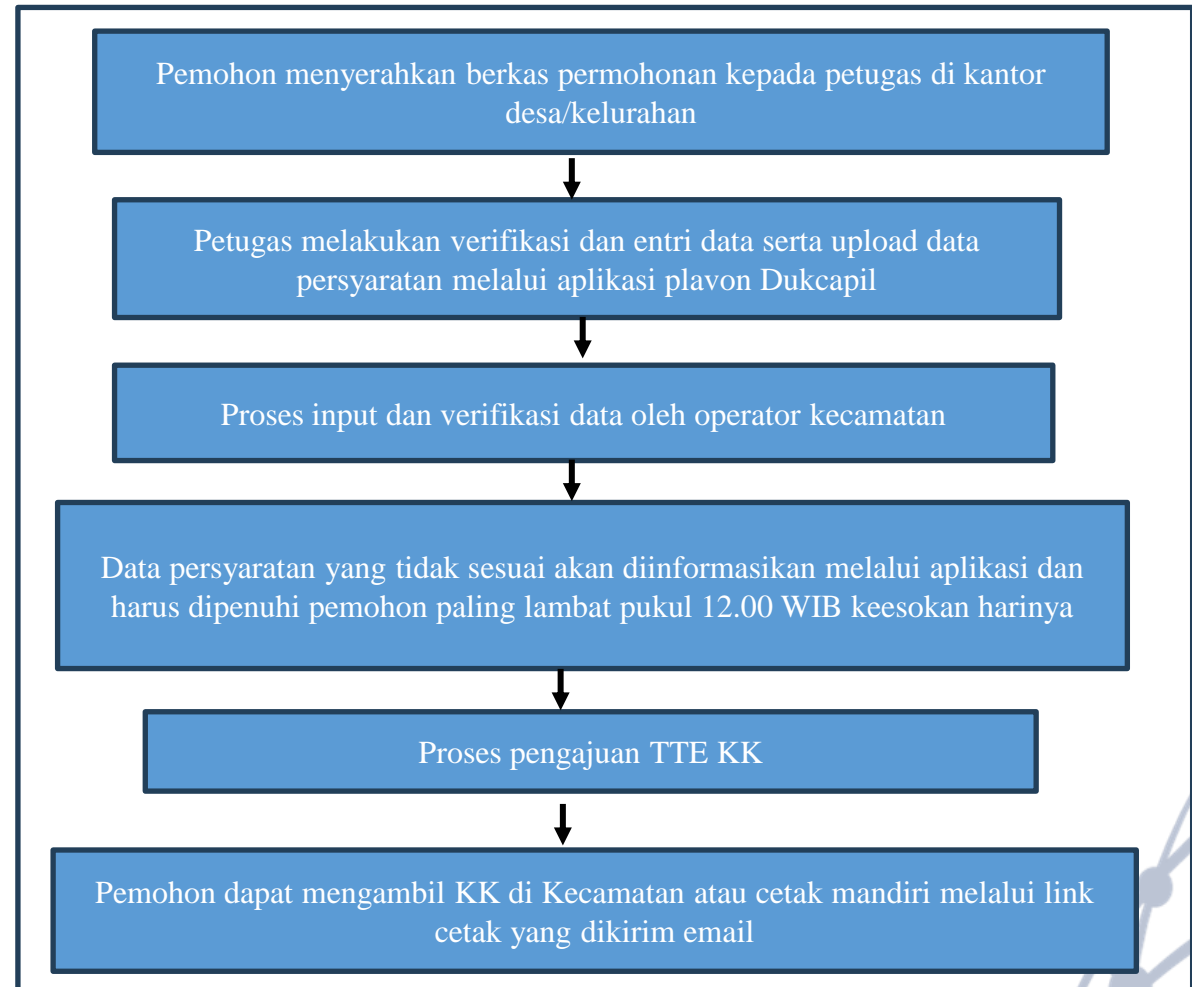 Pemohon menyerahkan berkas permohonan kepada petugas di kantor
desa/kelurahan
Petugas melakukan verifikasi dan entri data serta upload data
persyaratan melalui aplikasi plavon Dukcapil
Proses input dan verifikasi data oleh operator kecamatan
Data persyaratan yang tidak sesuai akan diinformasikan melalui aplikasi dan
harus dipenuhi pemohon paling lambat pukul 12.00 WIB keesokan harinya
Proses pengajuan TTE KK
Pemohon dapat mengambil KK di Kecamatan atau cetak mandiri melalui link
cetak yang dikirim email